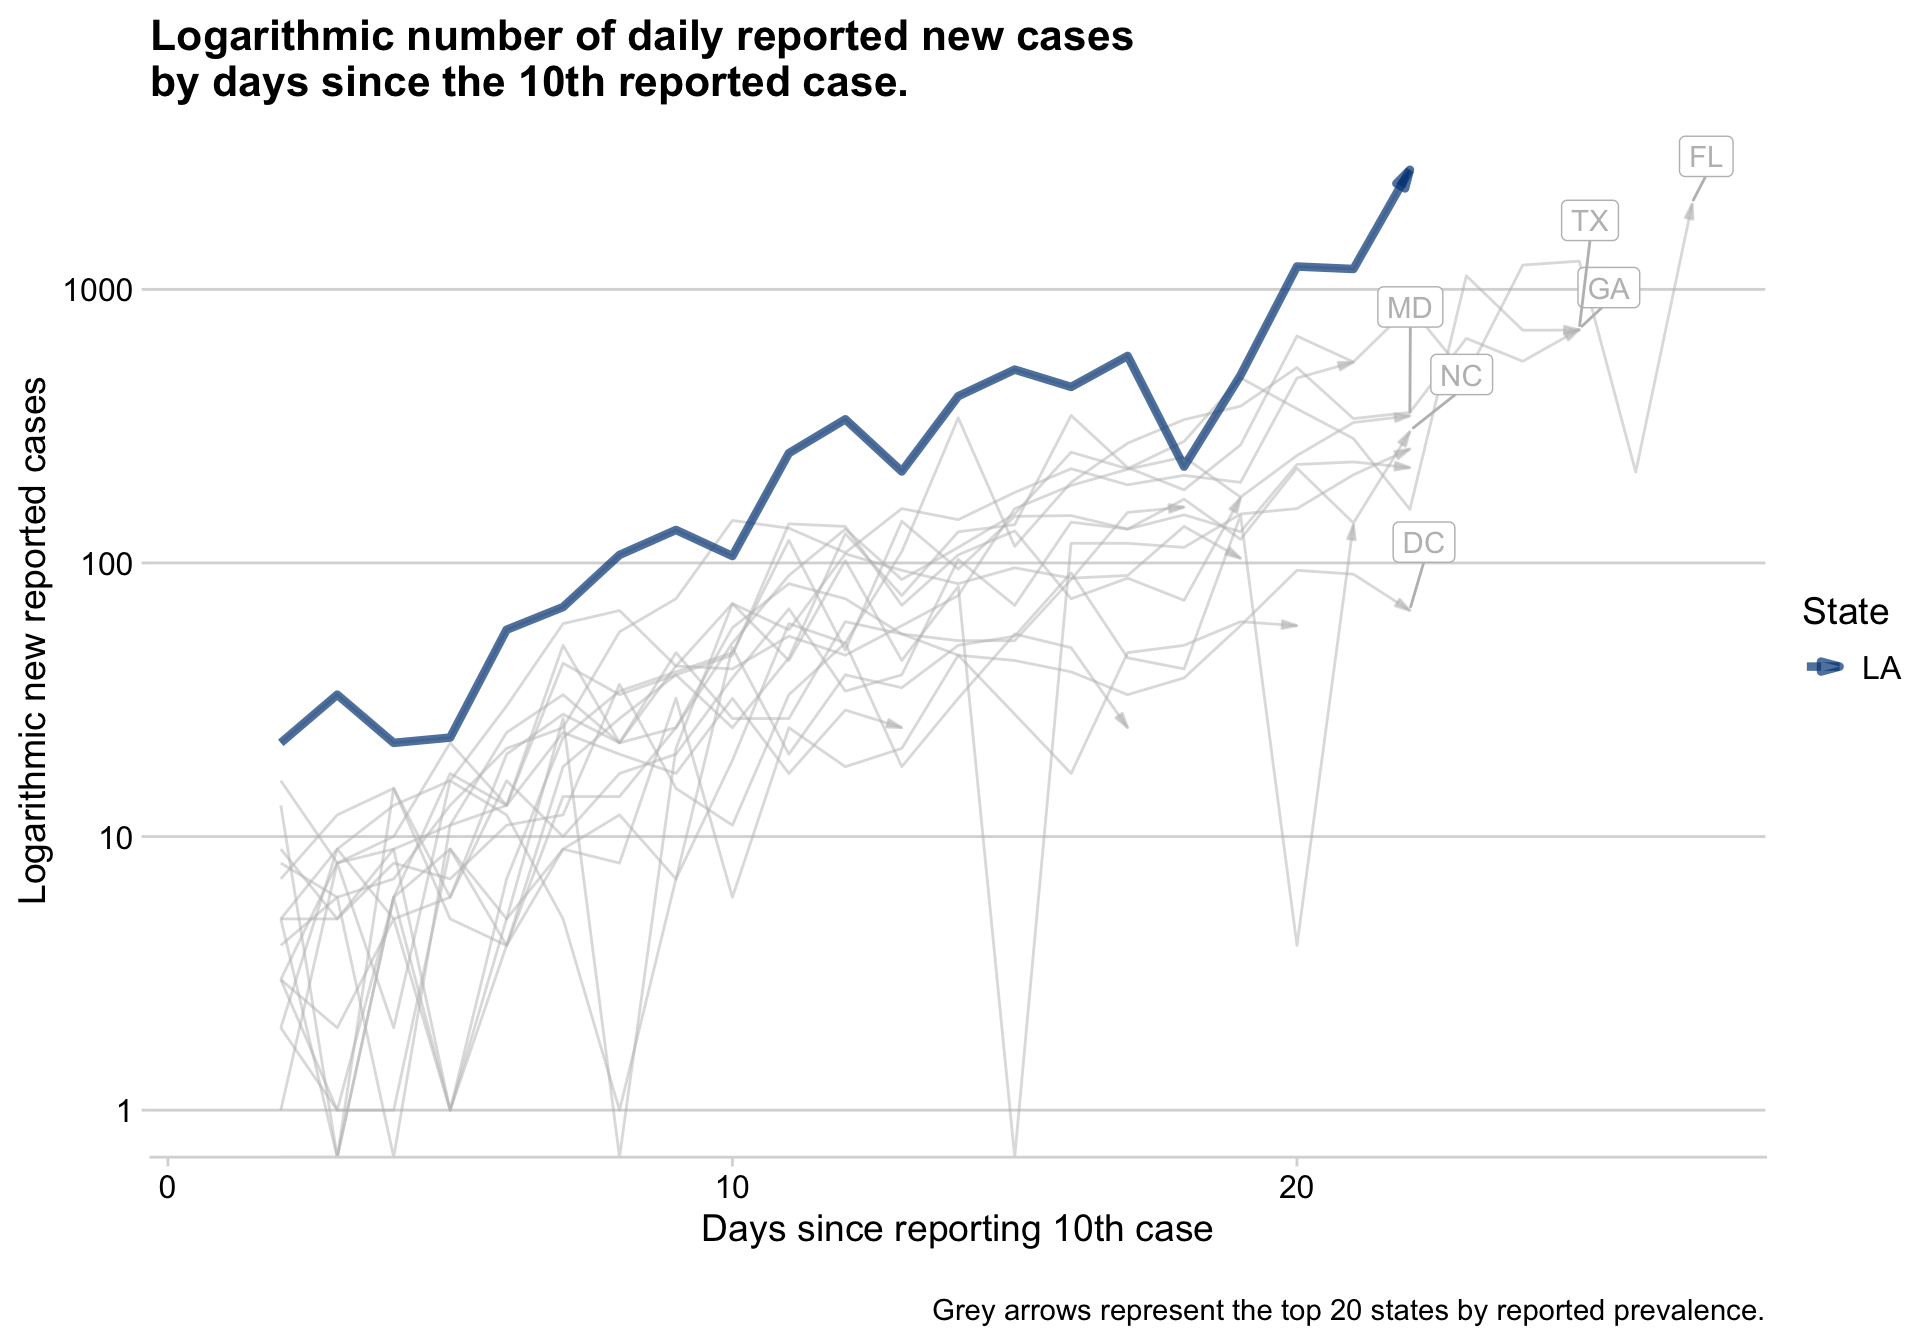 Logarithmic number of daily reported new cases
by days since the 10th reported case.
FL
TX
GA
MD
NC
DC
1000
100
10
1
Logarithmic new reported cases
0
10
20
Days since reporting 10th case
State
LA
Grey arrows represent the top 20 states by reported prevalence.